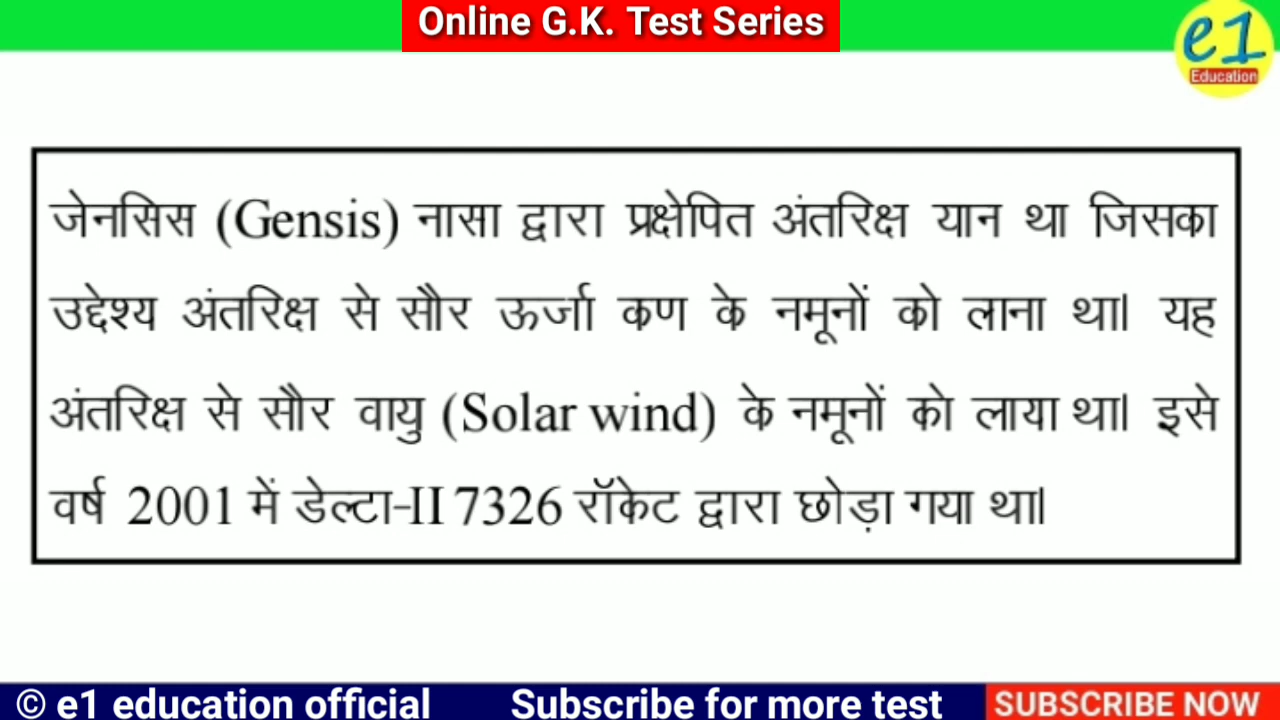 Online G.K. Test Series
e1
Education
जेनसिस (Gensis) नासा द्वारा प्रक्षेपित अंतरिक्ष यान था जिसका
उद्देश्य अंतरिक्ष से सौर ऊर्जा कण के नमूनों को लाना था।  यह
अंतरिक्ष से सौर वायु (Solar wind) के नमूनों को लाया था। इसे
वर्ष 2001 में डेल्टा-II 7326 रॉकेट द्वारा छोड़ा गया था।
© e1 education official Subscribe for more test SUBSCRIBE NOW